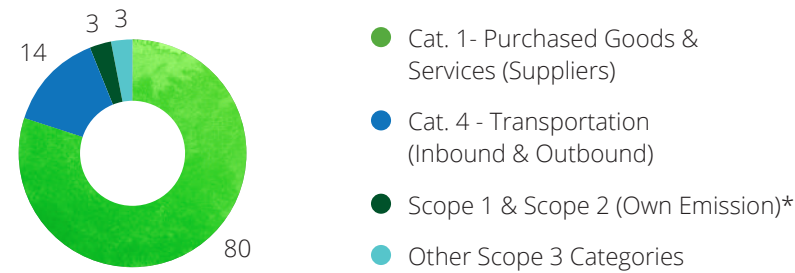 3 3
14
80
Cat. 1- Purchased Goods &
Services (Suppliers)
Cat. 4 - Transportation
(Inbound & Outbound)
Scope 1 & Scope 2 (Own Emission)*
Other Scope 3 Categories